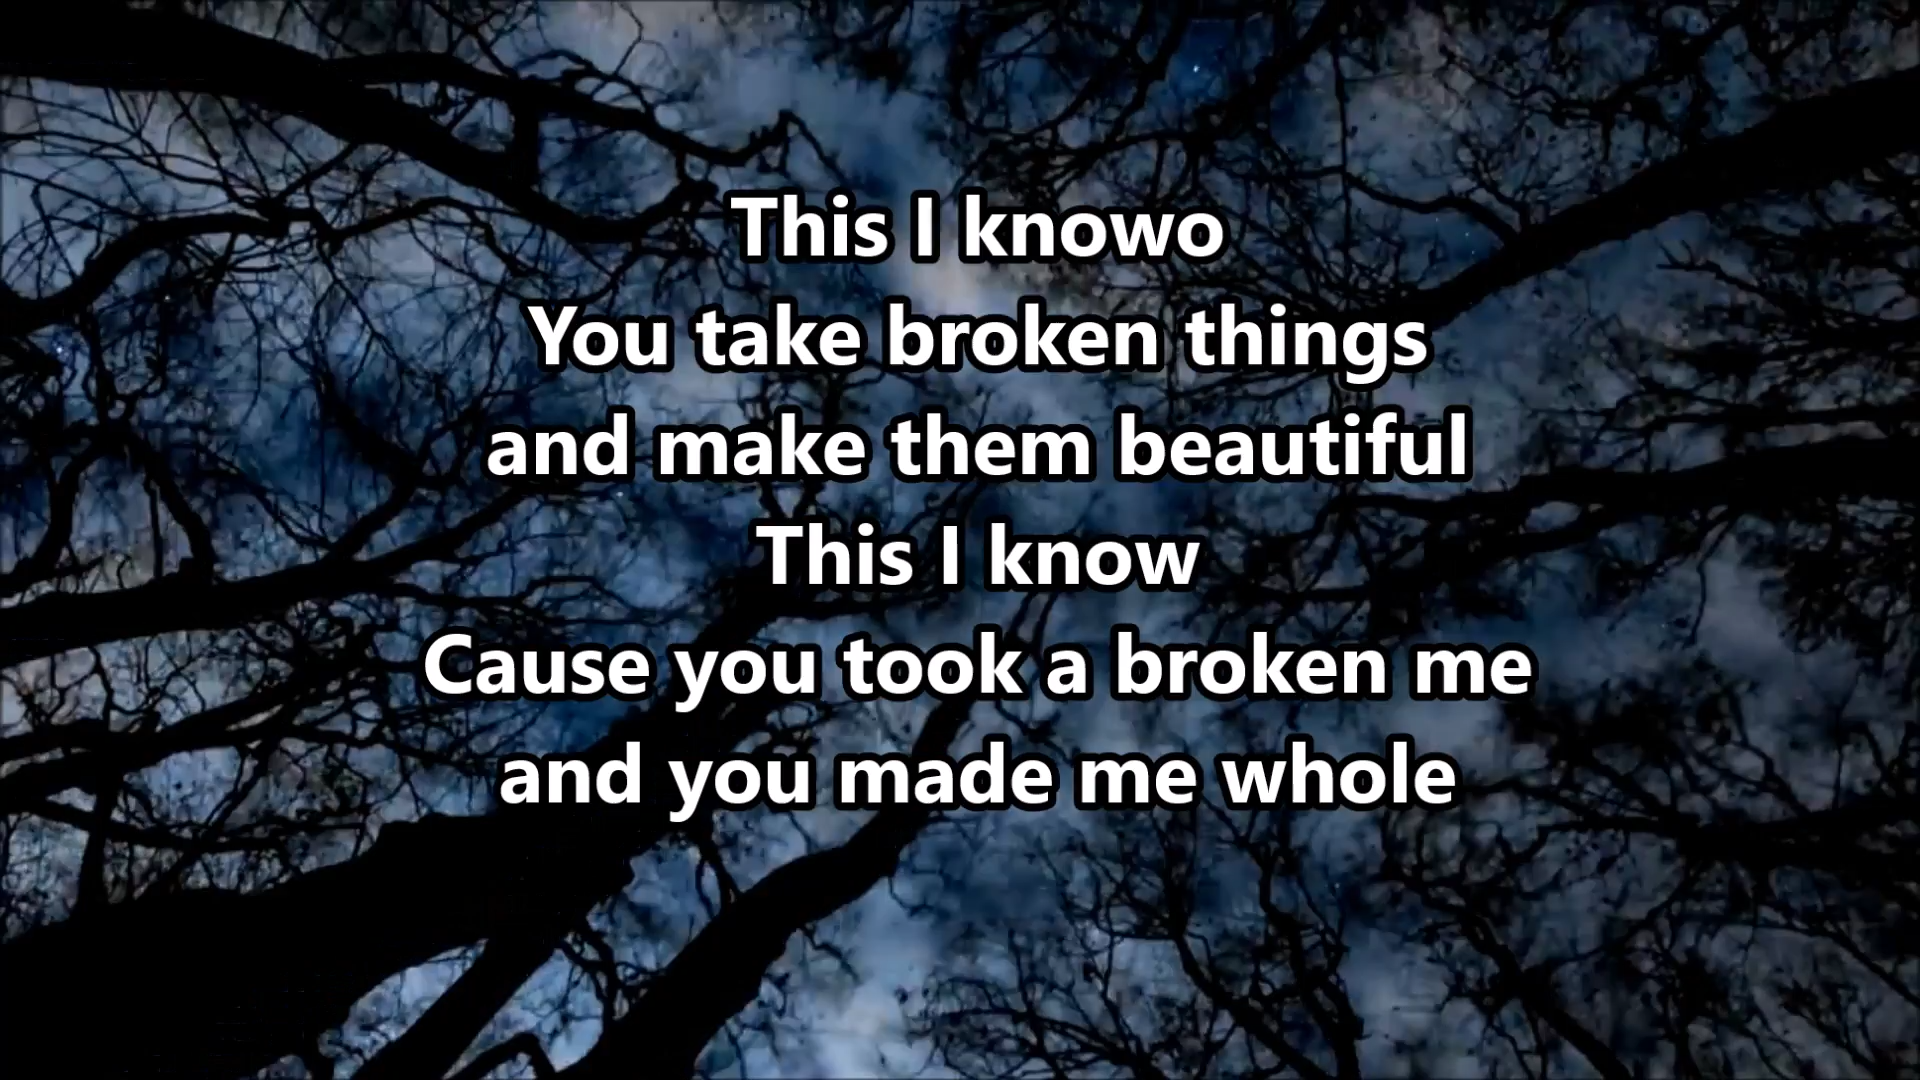 This I knowo
You take broken things
and make them beautiful
This I know
Cause you took a broken me
and you made me whole